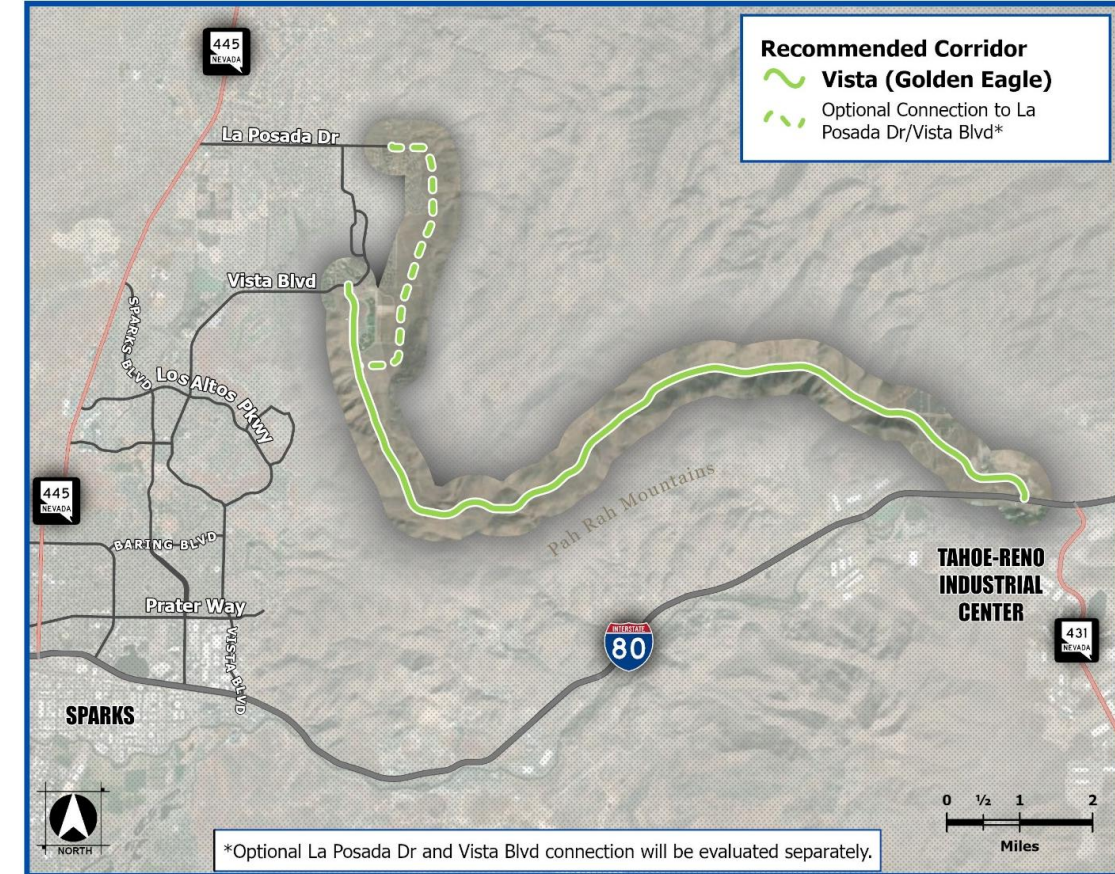 445
NEVADA
Recommended Corridor
Vista (Golden Eagle)
Optional Connection to La
Posada Dr/Vista Blvd*
La Posada Dr
Vista Blvd
SPARKS BLVD
Los Altos Pkwy
445
NEVADA
Pah Rah Mountains
BARING BLVD
TAHOE-RENO
INDUSTRIAL
CENTER
Prater Way
VISTA BLVD
INTERSTATE
80
431
NEVADA
SPARKS
0 ½ 1 2
Miles
NORTH
*Optional La Posada Dr and Vista Blvd connection will be evaluated separately.